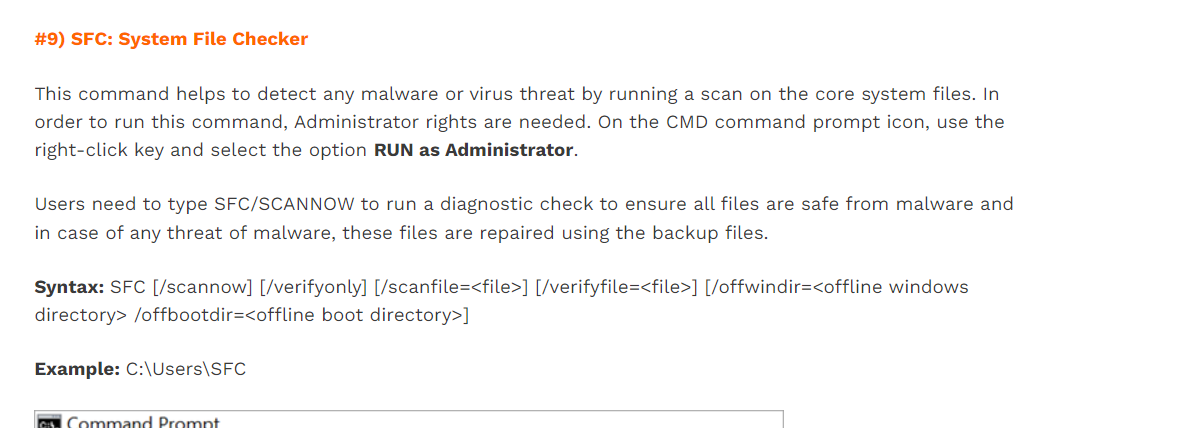 #9) SFC: System File Checker
This command helps to detect any malware or virus threat by running a scan on the core system files. In
order to run this command, Administrator rights are needed. On the CMD command prompt icon, use the
right-click key and select the option RUN as Administrator.
Users need to type SFC/SCANNOW to run a diagnostic check to ensure all files are safe from malware and
in case of any threat of malware, these files are repaired using the backup files.
Syntax: SFC [/scannow] [/verifyonly] [/scanfile=<file>] [/verifyfile=<file>] [/offwindir=<offline windows
directory> /offbootdir=<offline boot directory>]
Example: C:\Users\SFC
Command Prompt